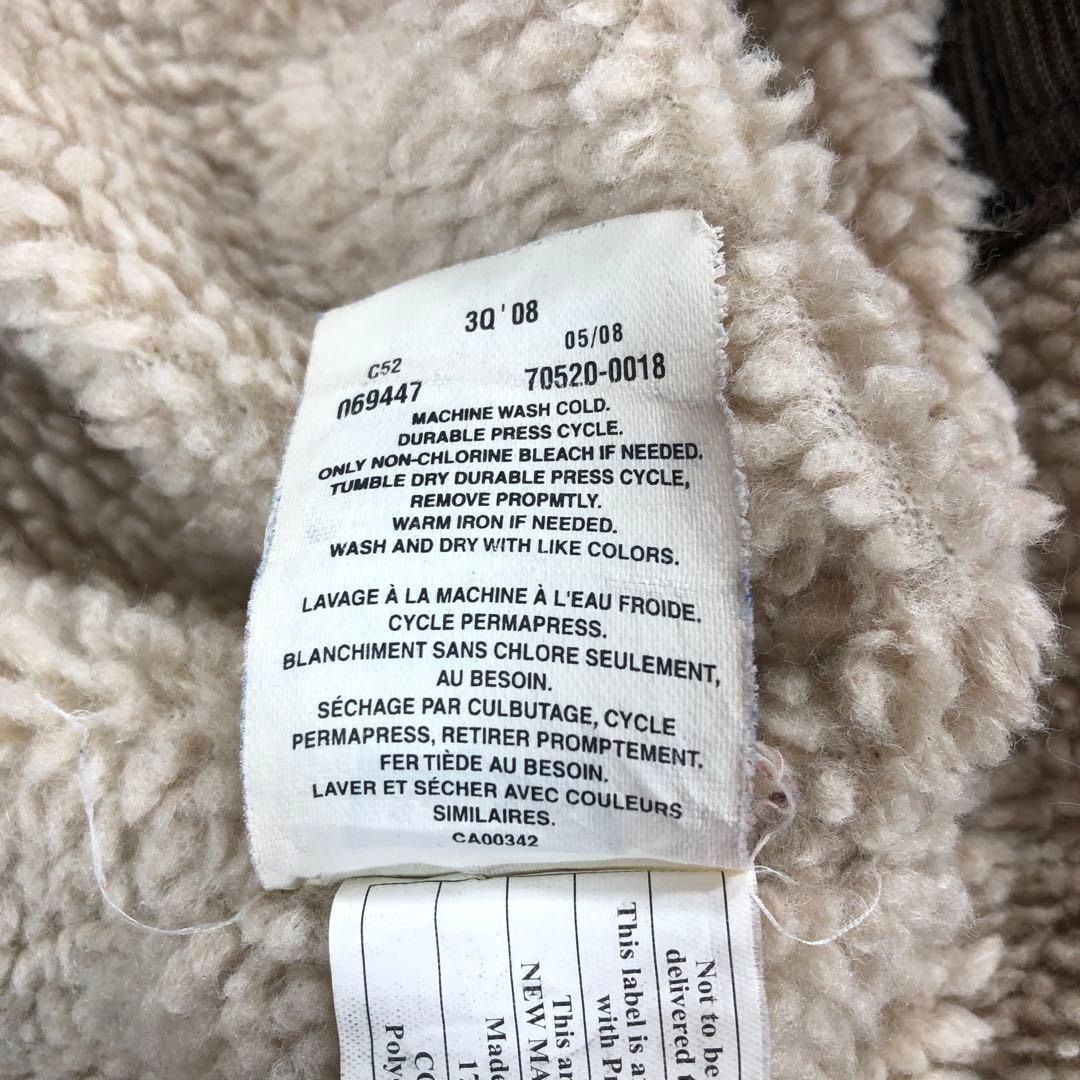 3Q '08
05/08
C52
069447 70520-0018
MACHINE WASH COLD.
DURABLE PRESS CYCLE.
ONLY NON-CHLORINE BLEACH IF NEEDED.
TUMBLE DRY DURABLE PRESS CYCLE,
REMOVE PROPMTLY.
WARM IRON IF NEEDED.
WASH AND DRY WITH LIKE COLORS.
LAVAGE À LA MACHINE À L'EAU FROIDE.
CYCLE PERMAPRESS.
BLANCHIMENT SANS CHLORE SEULEMENT,
AU BESOIN.
SÉCHAGE PAR CULBUTAGE, CYCLE
PERMAPRESS, RETIRER PROMPTEMENT.
FER TIÈDE AU BESOIN.
LAVER ET SÉCHER AVEC COULEURS
SIMILAIRES.
CA00342
Not to be
delivered
This label is
with
This
NEW
Made